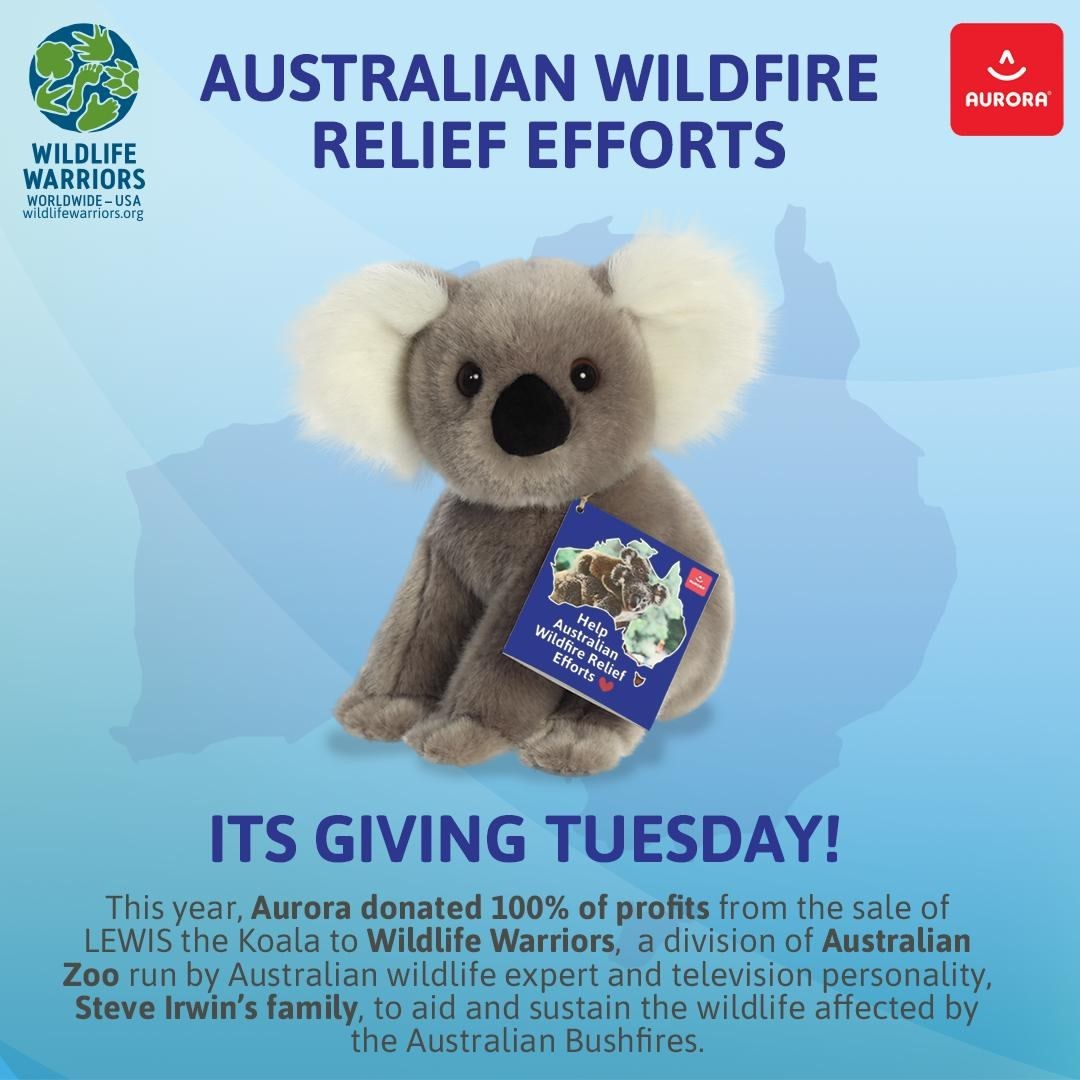 WILDLIFE
WARRIORS
WORLDWIDE – USA
wildlifewarriors.org
AUSTRALIAN WILDFIRE
RELIEF EFFORTS
AURORA®
AURORA
Help
Australian
Wildfire Relief
Efforts
ITS GIVING TUESDAY!
This year, Aurora donated 100% of profits from the sale of
LEWIS the Koala to Wildlife Warriors, a division of Australian
Zoo run by Australian wildlife expert and television personality,
Steve Irwin's family, to aid and sustain the wildlife affected by
the Australian Bushfires.